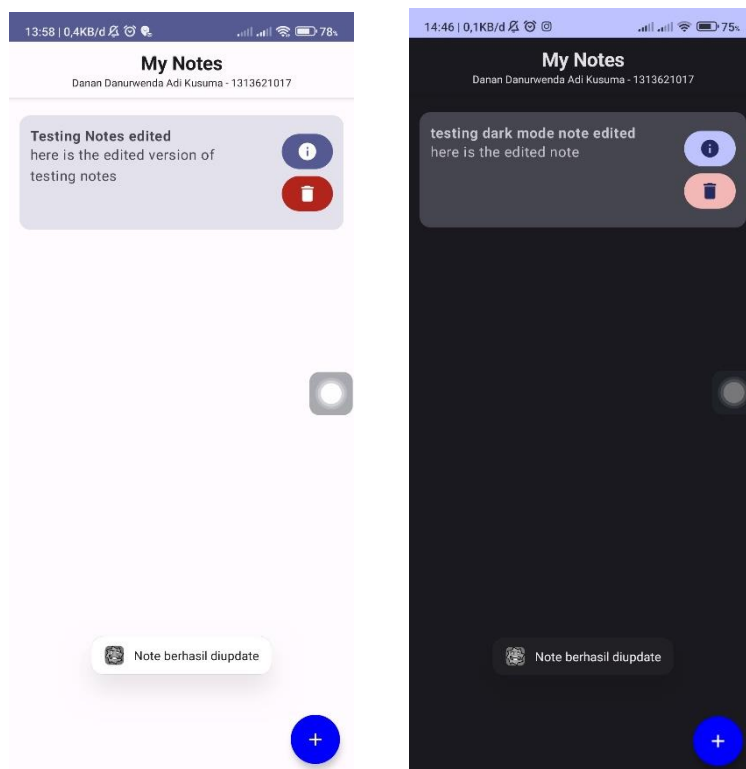 13:58 | 0,4KB/d
78%
My Notes
Danan Danurwenda Adi Kusuma - 1313621017
Testing Notes edited
here is the edited version of
testing notes
Note berhasil diupdate
+
14:46 | 0,1KB/d
75%
My Notes
Danan Danurwenda Adi Kusuma - 1313621017
testing dark mode note edited
here is the edited note
Note berhasil diupdate
+